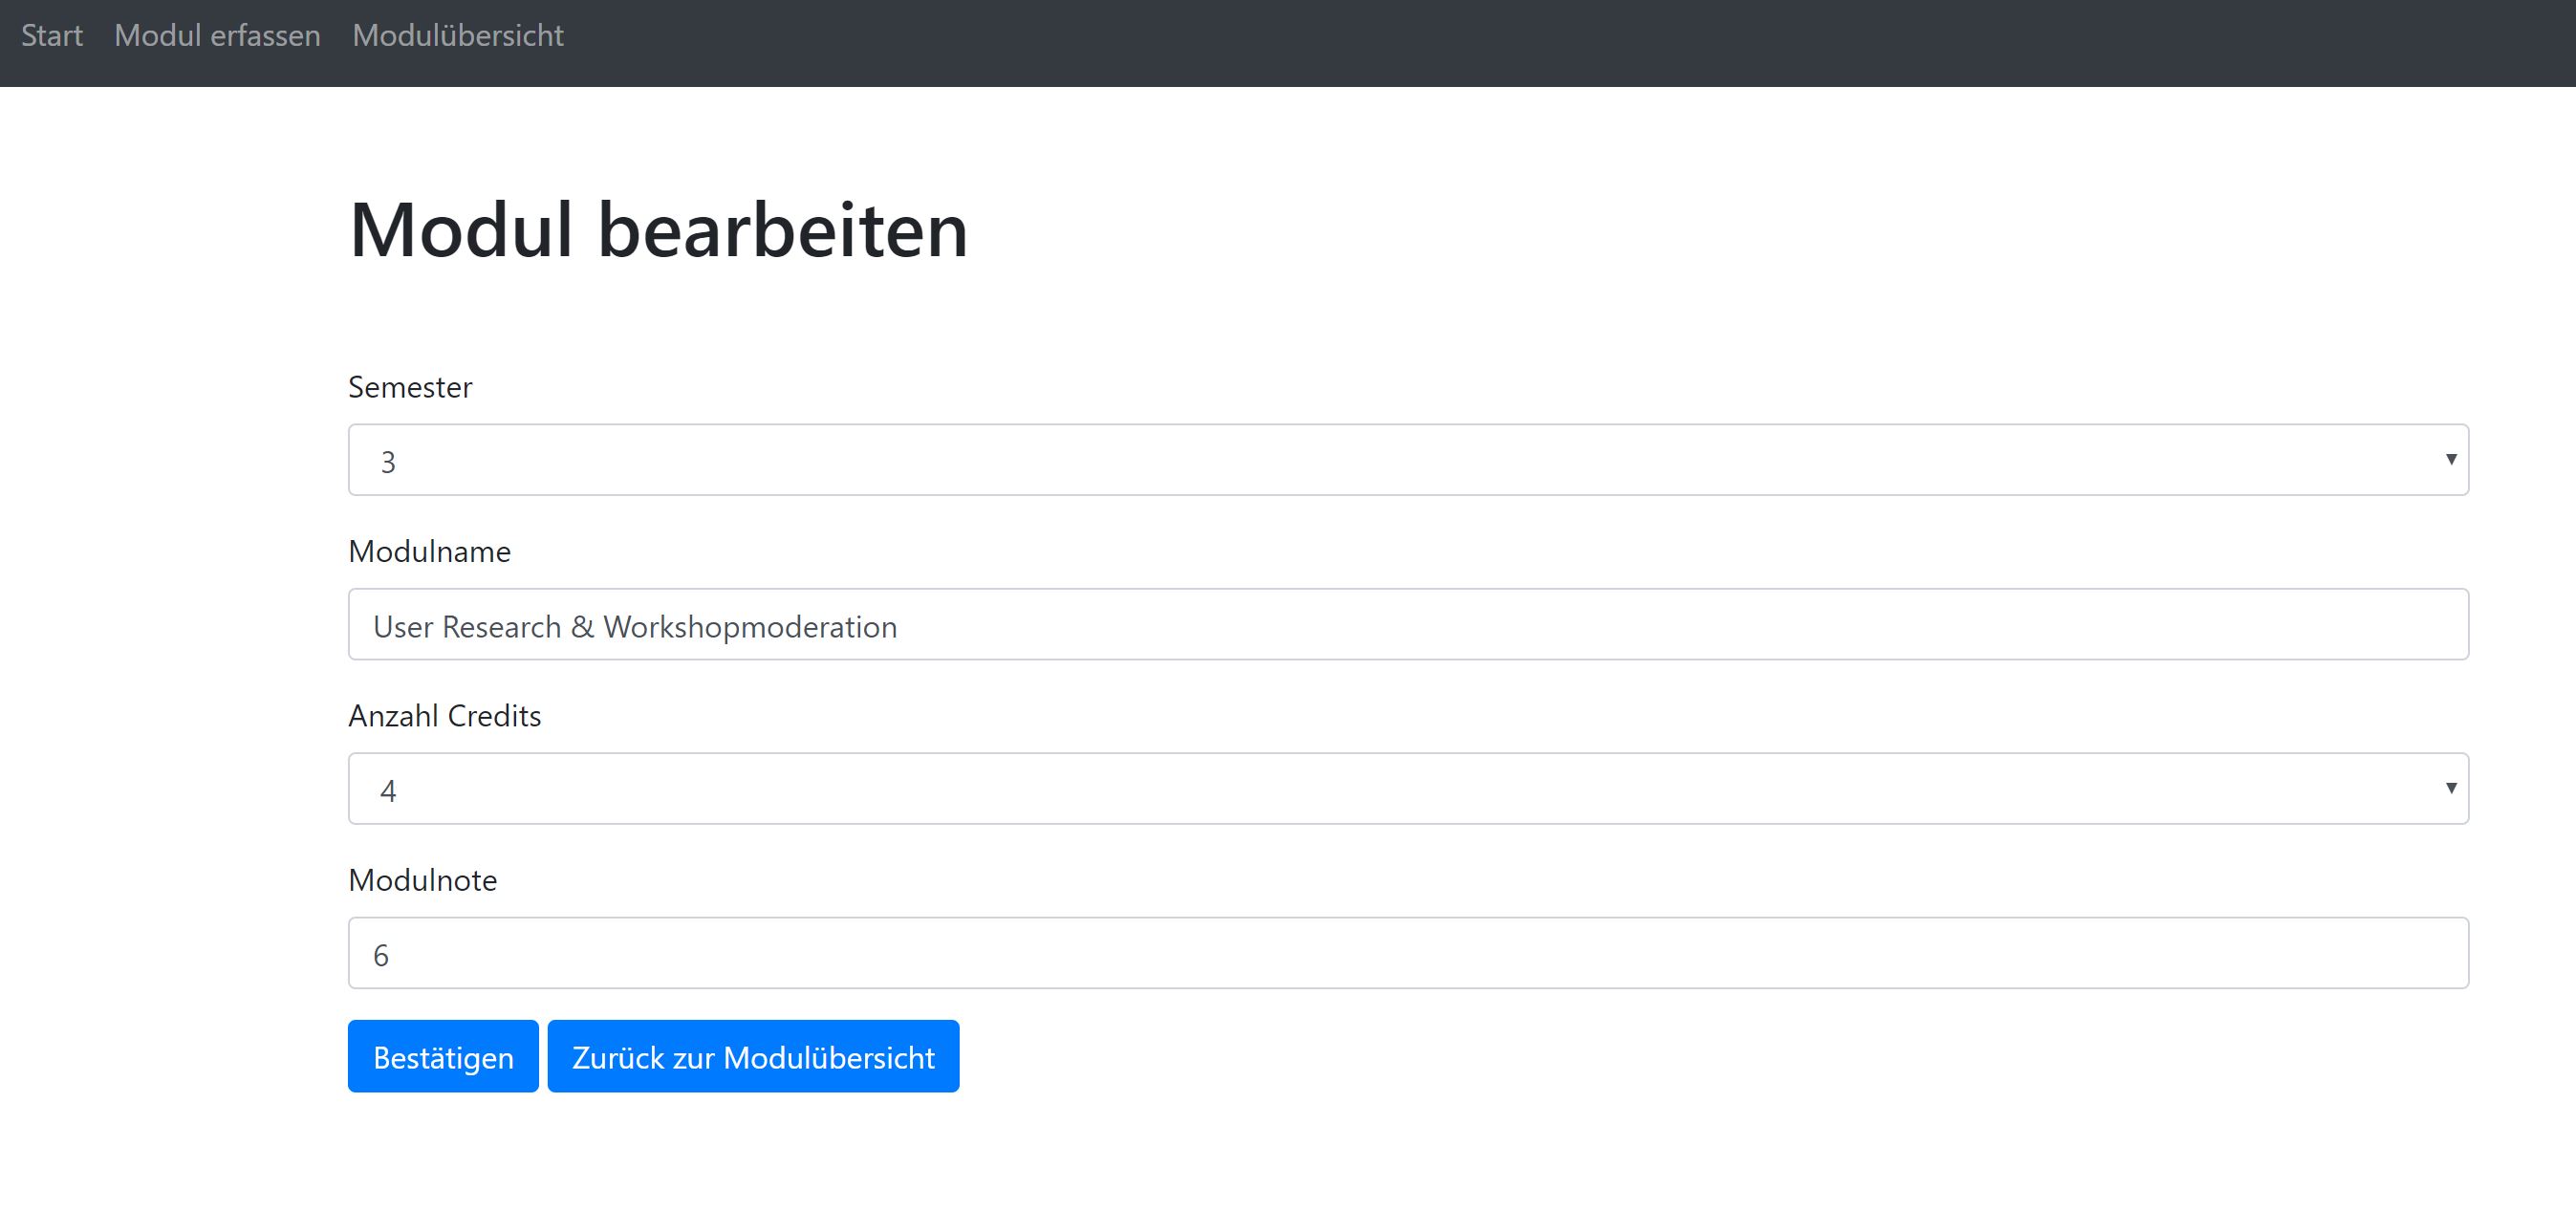 Start Modul erfassen Modulübersicht
Modul bearbeiten
Semester
3
Modulname
User Research & Workshopmoderation
Anzahl Credits
4
Modulnote
6
Bestätigen Zurück zur Modulübersicht